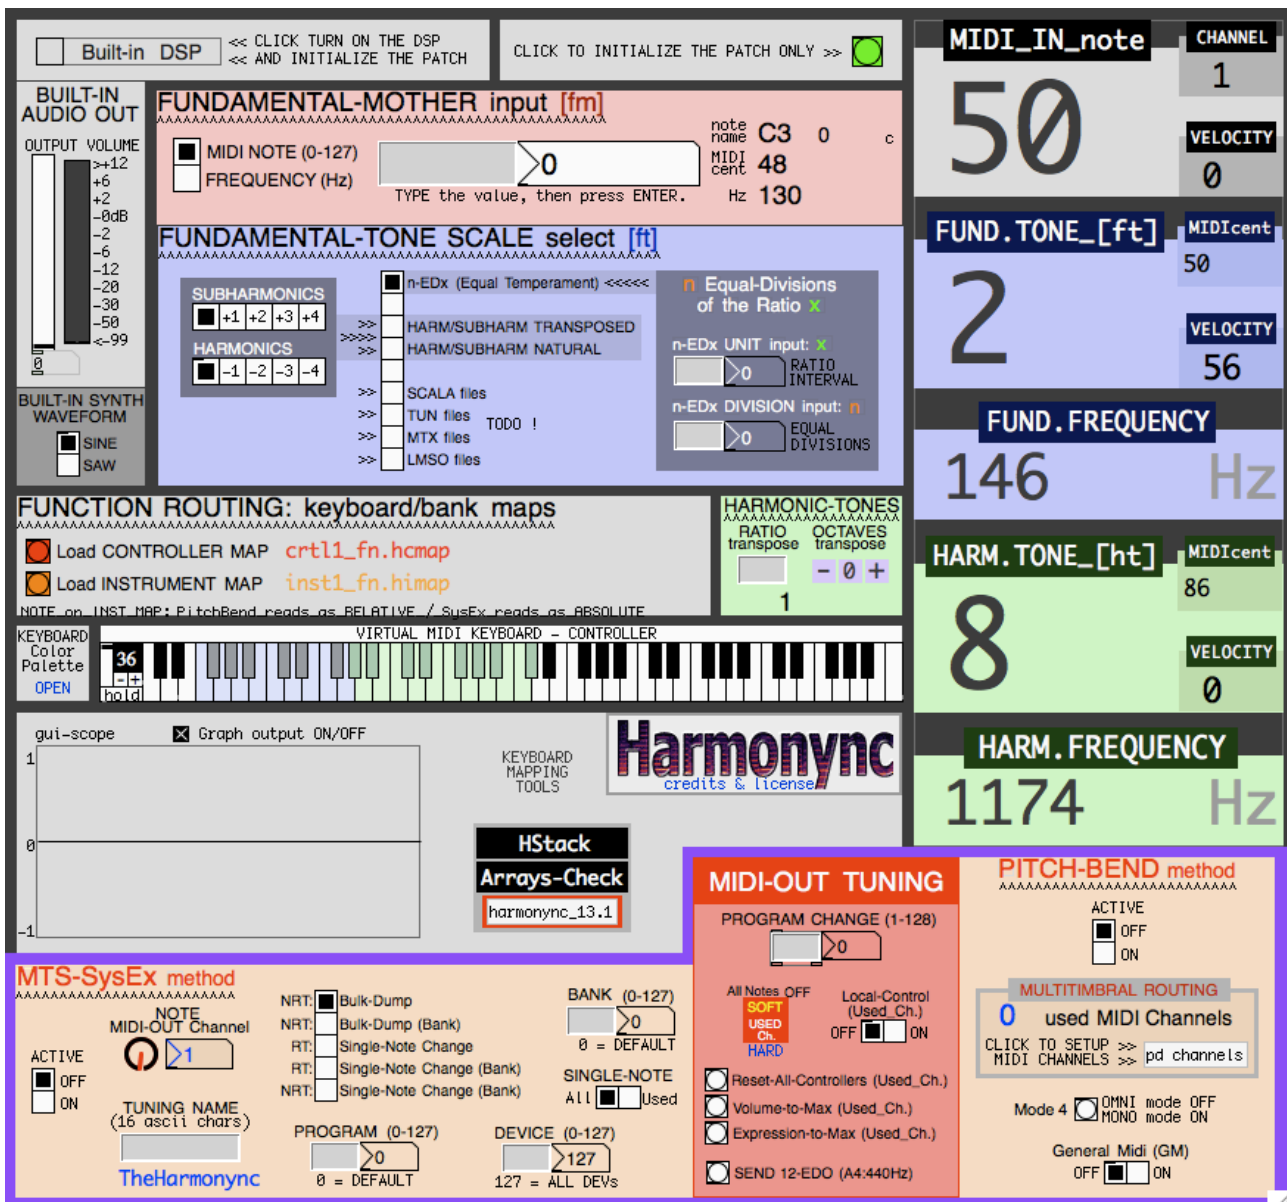 Built-in DSP
<< CLICK TURN ON THE DSP
<< AND INITIALIZE THE PATCH
CLICK TO INITIALIZE THE PATCH ONLY >>
BUILT-IN
AUDIO OUT
OUTPUT VOLUME
>+12
+6
+2
-0dB
-2
-6
-12
-20
-30
-50
<-99
0
BUILT-IN SYNTH
WAVEFORM
SINE
SAW
FUNDAMENTAL-MOTHER input [fm]
MIDI NOTE (0-127)
FREQUENCY (Hz)
0
TYPE the value, then press ENTER.
note name C3 0 c
MIDI cent 48
Hz 130
FUNDAMENTAL-TONE SCALE select [ft]
SUBHARMONICS
+1 +2 +3 +4
HARMONICS
-1 -2 -3 -4
n-EDx (Equal Temperament) <<<<<
>> HARM/SUBHARM TRANSPOSED
>>>>
>> HARM/SUBHARM NATURAL
>> SCALA files
>> TUN files
TODO !
>> MTX files
>> LMSO files
n Equal-Divisions
of the Ratio x
n-EDx UNIT input: x
0 RATIO INTERVAL
n-EDx DIVISION input: n
0 EQUAL DIVISIONS
FUNCTION ROUTING: keyboard/bank maps
Load CONTROLLER MAP crtl1_fn.hcmap
Load INSTRUMENT MAP inst1_fn.himap
NOTE on INST_MAP: PitchBend reads as RELATIVE / SysEx reads as ABSOLUTE
HARMONIC-TONES
RATIO transpose
OCTAVES transpose
- 0 +
1
KEYBOARD
Color
Palette
OPEN
VIRTUAL MIDI KEYBOARD - CONTROLLER
36
- +
hold
gui-scope
Graph output ON/OFF
1
0
-1
KEYBOARD
MAPPING
TOOLS
Harmonync
credits & license
HStack
Arrays-Check
harmonync_13.1
MIDI_IN_note
50
CHANNEL
1
VELOCITY
0
FUND.TONE_[ft]
2
MIDIcent
50
VELOCITY
56
FUND.FREQUENCY
146 Hz
HARM.TONE_[ht]
8
MIDIcent
86
VELOCITY
0
HARM.FREQUENCY
1174 Hz
MTS-SysEx method
NOTE
MIDI-OUT Channel
1
ACTIVE
OFF
ON
TUNING NAME
(16 ascii chars)
TheHarmonync
NRT: Bulk-Dump
NRT: Bulk-Dump (Bank)
RT: Single-Note Change
RT: Single-Note Change (Bank)
NRT: Single-Note Change (Bank)
PROGRAM (0-127)
0
0 = DEFAULT
BANK (0-127)
0
0 = DEFAULT
SINGLE-NOTE
All Used
DEVICE (0-127)
127
127 = ALL DEVs
MIDI-OUT TUNING
PROGRAM CHANGE (1-128)
0
All Notes OFF
SOFT
USED
Ch.
HARD
Local-Control
(Used_Ch.)
OFF ON
Reset-All-Controllers (Used_Ch.)
Volume-to-Max (Used_Ch.)
Expression-to-Max (Used_Ch.)
SEND 12-EDO (A4:440Hz)
PITCH-BEND method
ACTIVE
OFF
ON
MULTITIMBRAL ROUTING
0 used MIDI Channels
CLICK TO SETUP >>
MIDI CHANNELS >> pd channels
Mode 4 OMNI mode OFF
MONO mode ON
General Midi (GM)
OFF ON